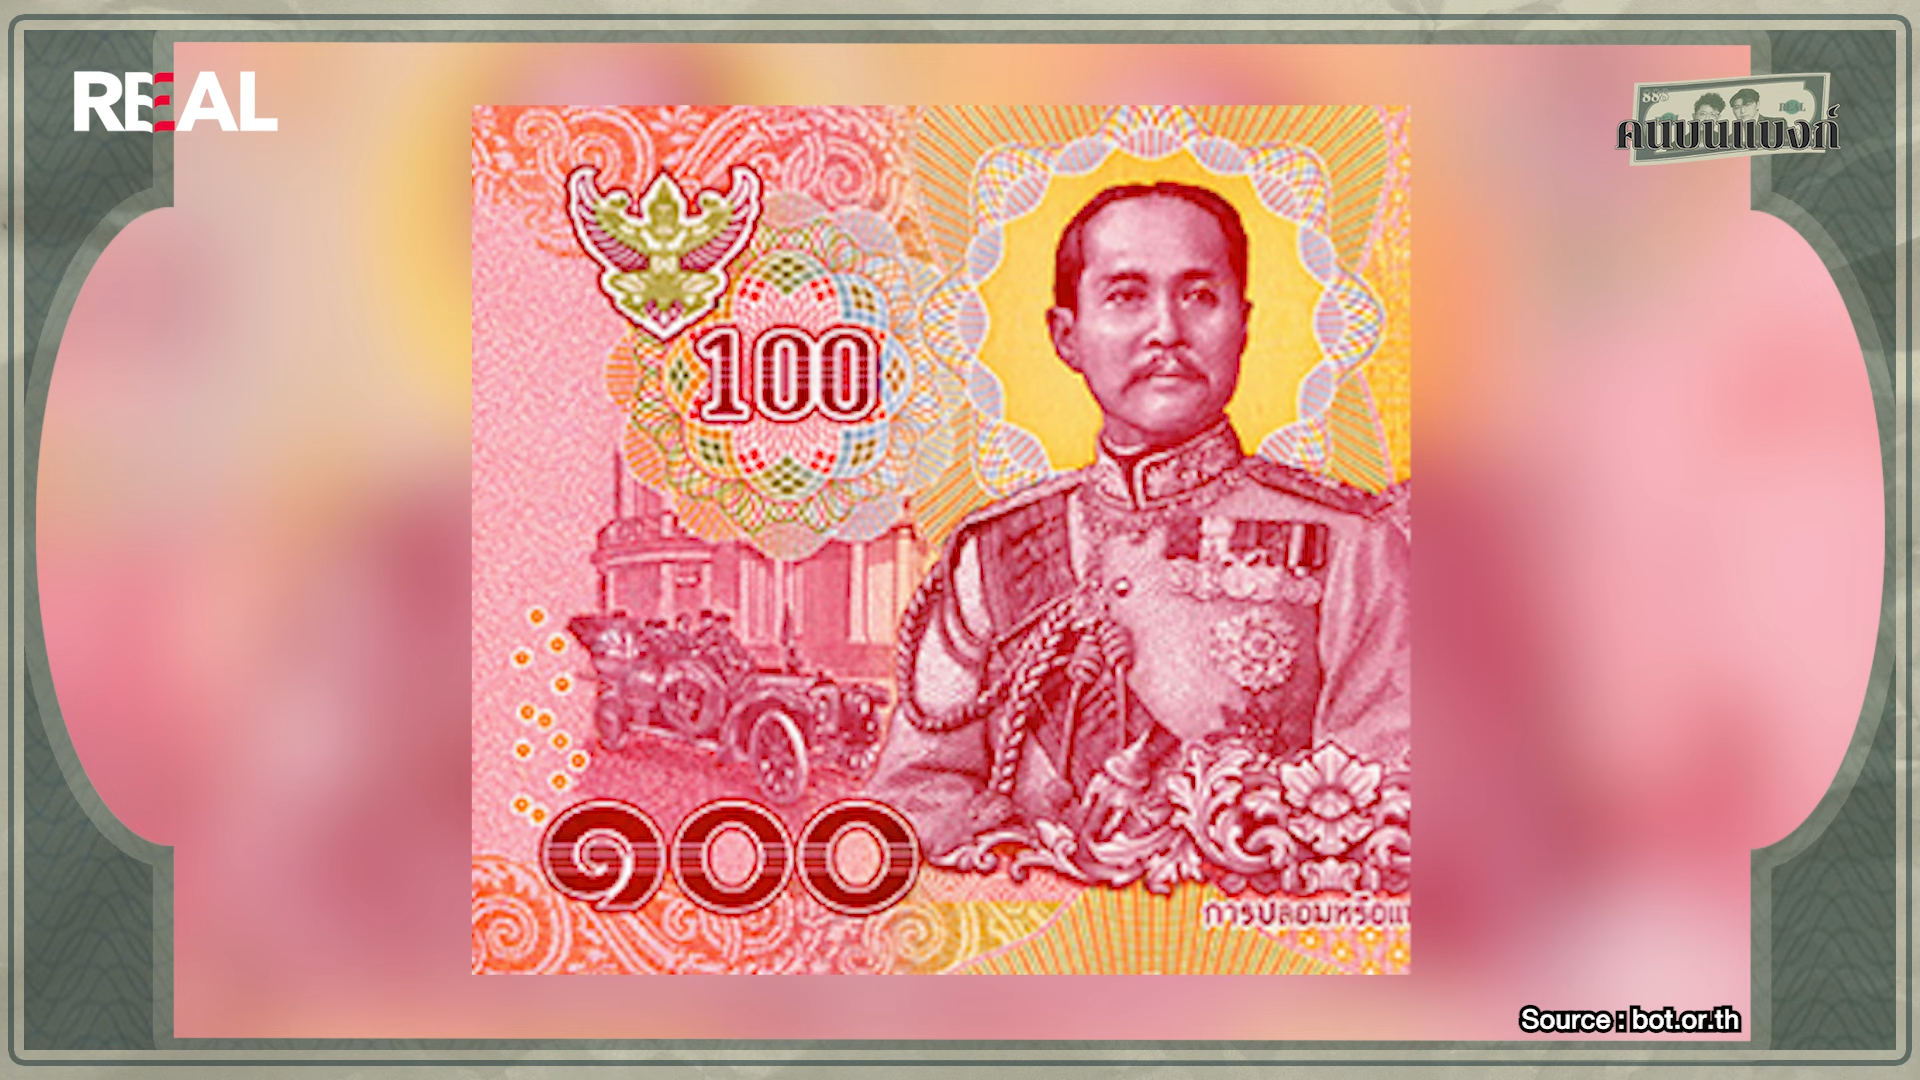 REAL
คนบนแบงก์
100
๑๐๐
การปลอมหรือแ
Source : bot.or.th